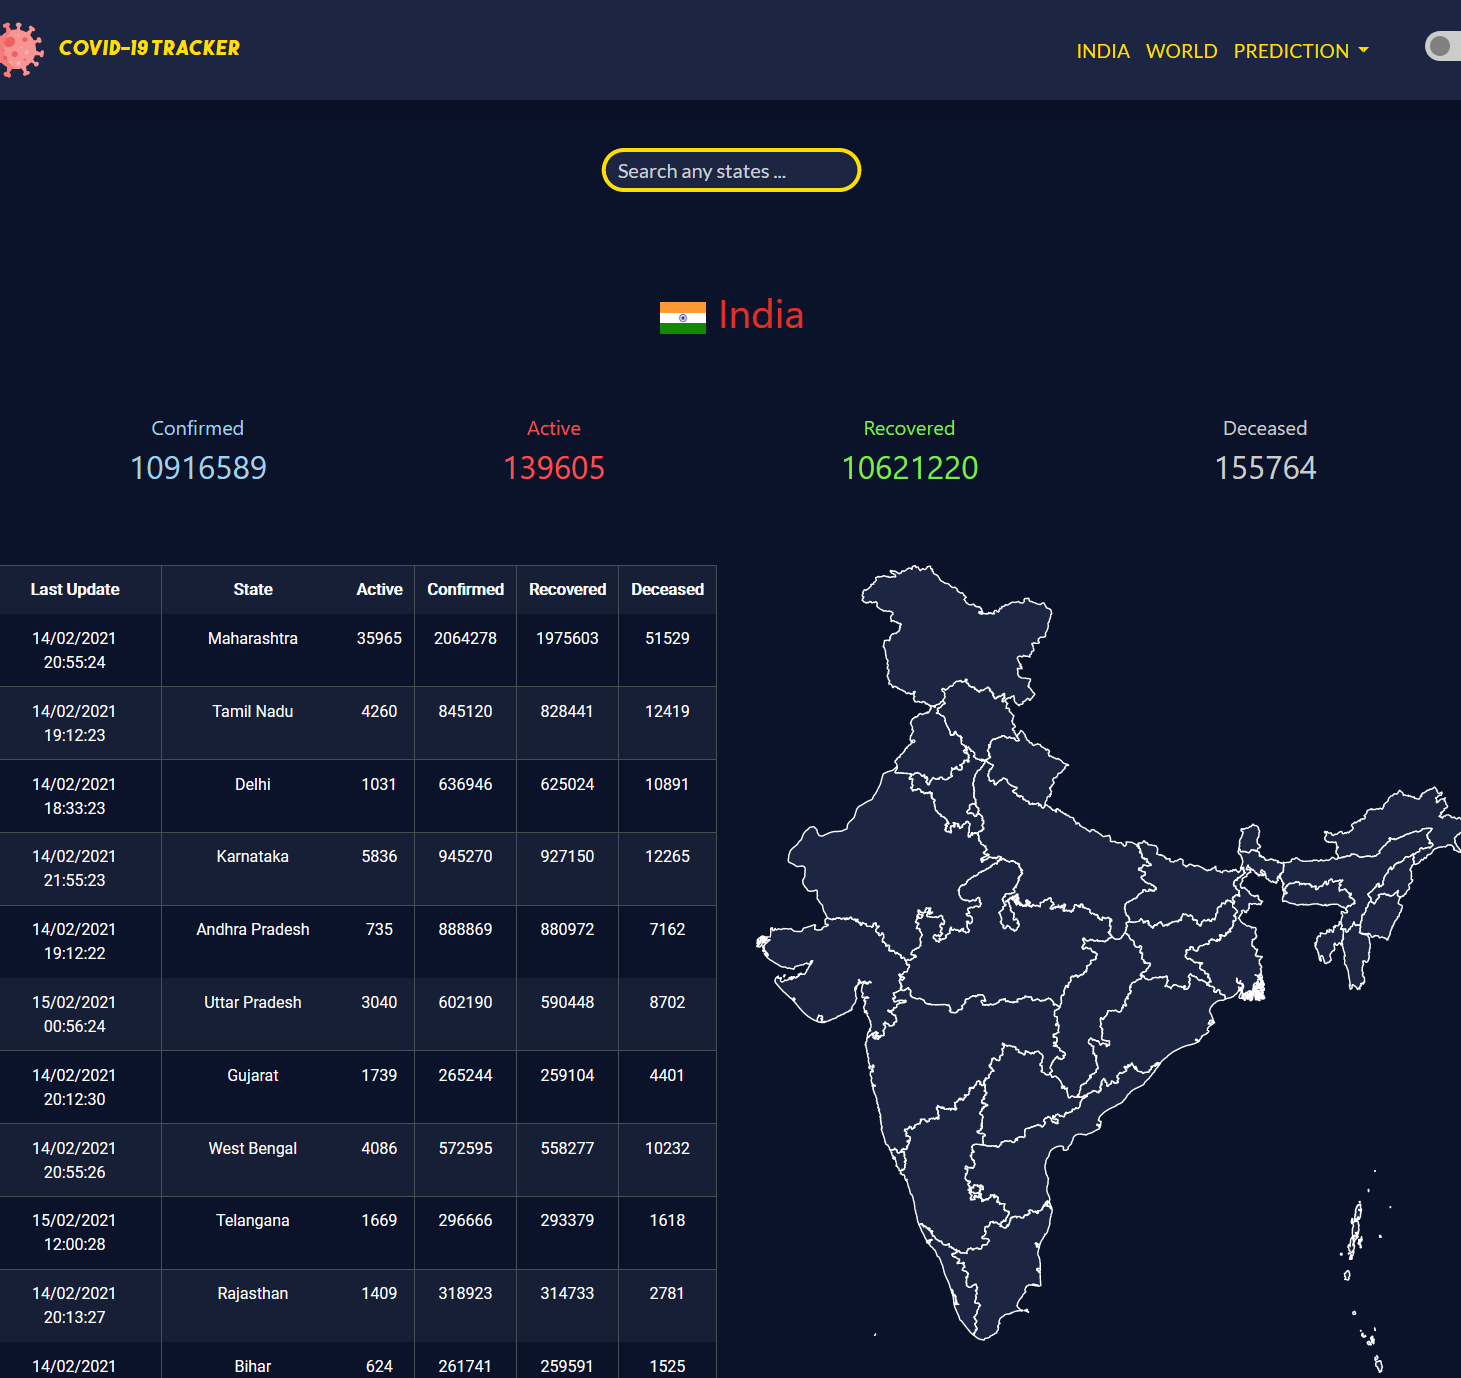 COVID-19 TRACKER
INDIA WORLD PREDICTION
Search any states ...
India
Confirmed Active Recovered Deceased
10916589 139605 10621220 155764
Last Update State Active Confirmed Recovered Deceased
14/02/2021 Maharashtra 35965 2064278 1975603 51529
20:55:24
14/02/2021 Tamil Nadu 4260 845120 828441 12419
19:12:23
14/02/2021 Delhi 1031 636946 625024 10891
18:33:23
14/02/2021 Karnataka 5836 945270 927150 12265
21:55:23
14/02/2021 Andhra Pradesh 735 888869 880972 7162
19:12:22
15/02/2021 Uttar Pradesh 3040 602190 590448 8702
00:56:24
14/02/2021 Gujarat 1739 265244 259104 4401
20:12:30
14/02/2021 West Bengal 4086 572595 558277 10232
20:55:26
15/02/2021 Telangana 1669 296666 293379 1618
12:00:28
14/02/2021 Rajasthan 1409 318923 314733 2781
20:13:27
14/02/2021 Bihar 624 261741 259591 1525